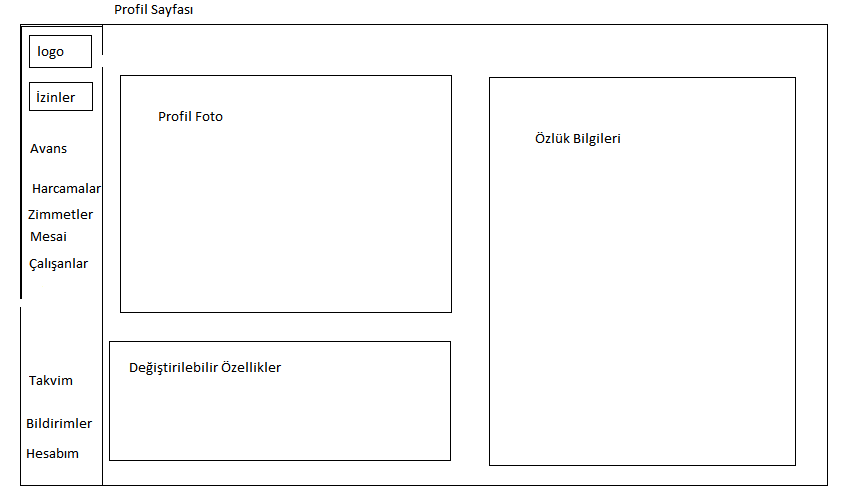 Profil Sayfası
logo
İzinler
Avans
Harcamalar
Zimmetler
Mesai
Çalışanlar
Takvim
Bildirimler
Hesabım
Profil Foto
Değiştirilebilir Özellikler
Özlük Bilgileri